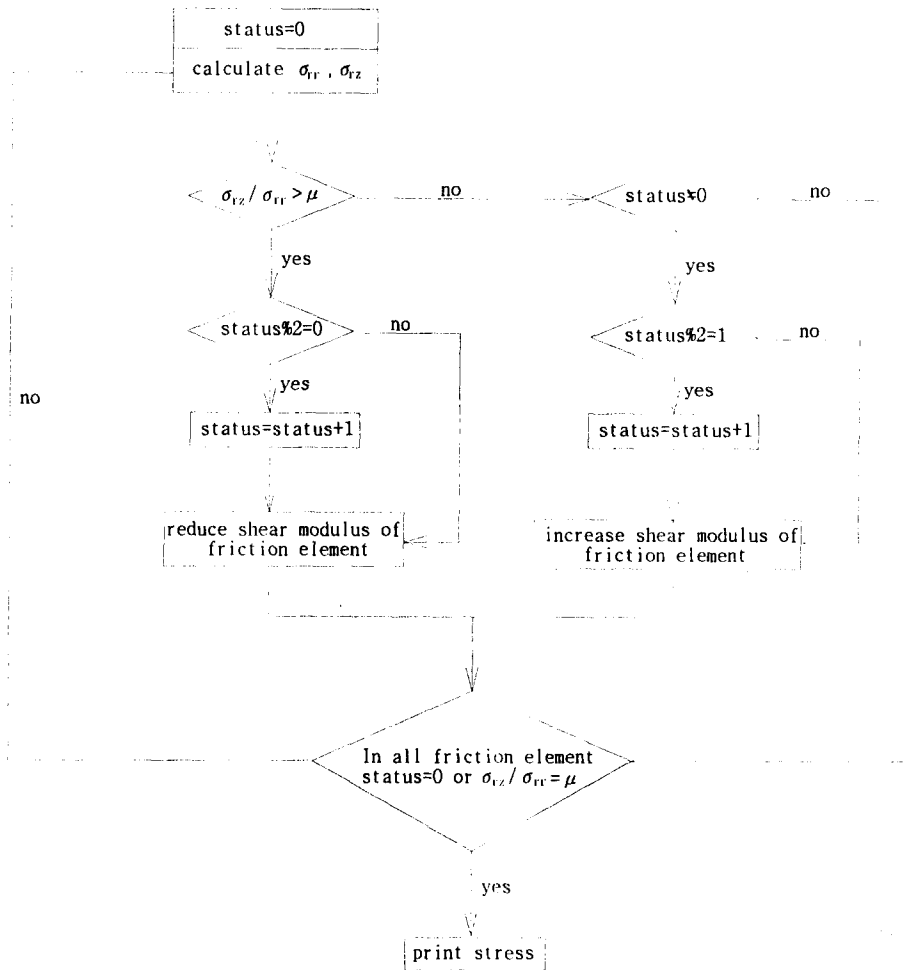 status=0
calculate σrr , σrz
σrz / σrr > μ
no
status≠0
no
yes
yes
status%2=0
no
status%2=1
no
no
yes
yes
status=status+1
status=status+1
reduce shear modulus of
friction element
increase shear modulus of
friction element
In all friction element
status=0 or σrz / σrr = μ
yes
print stress